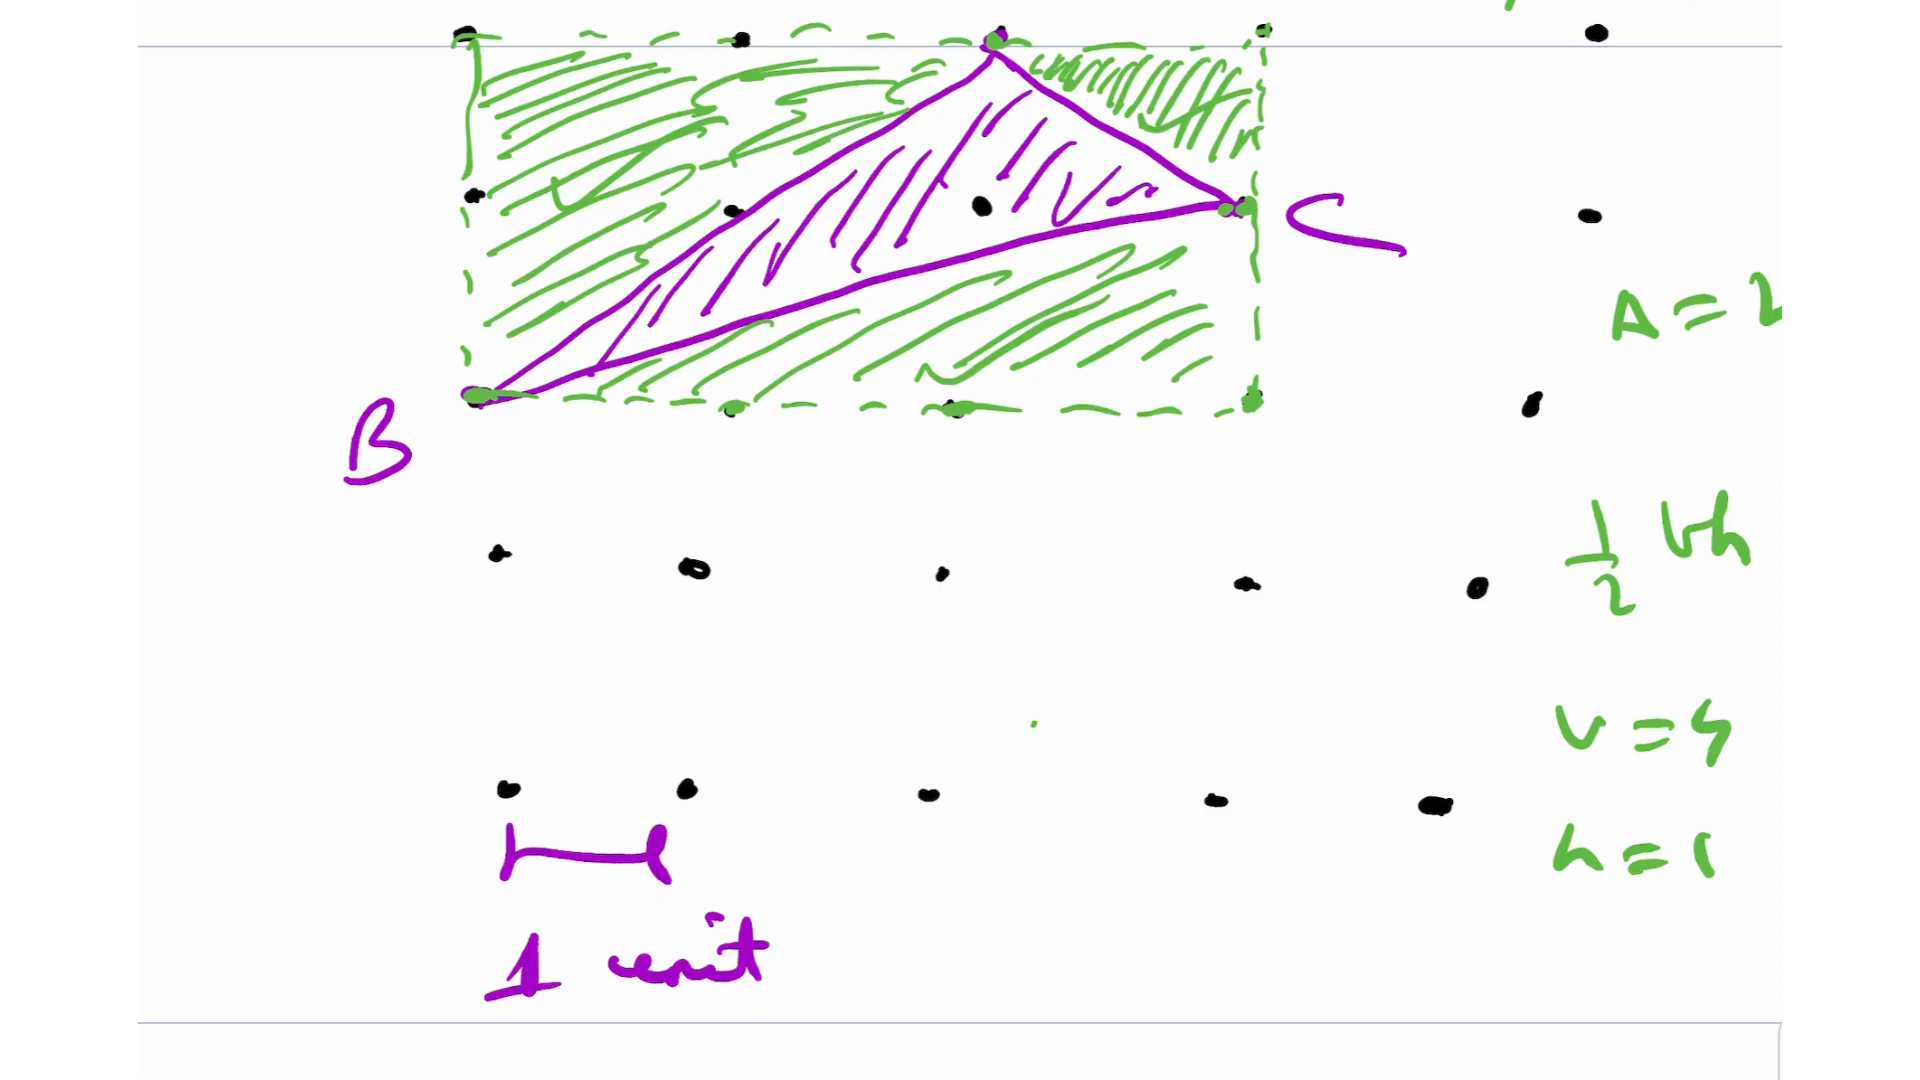 C
A = 2
B
1/2 bh
b = 4
h = 1
1 unit